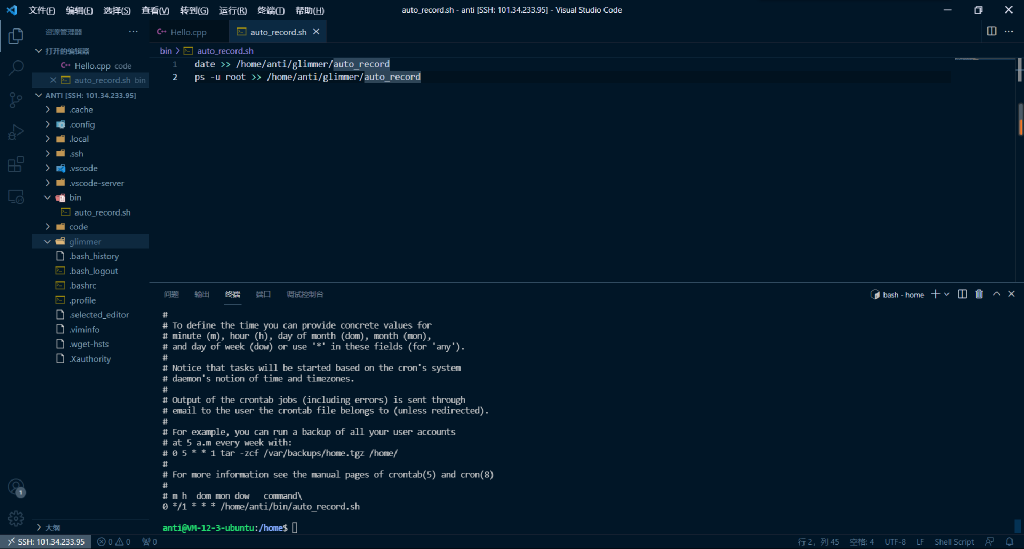 文件(F) 编辑(E) 选择(S) 查看(V) 转到(G) 运行(R) 终端(T) 帮助(H)
auto_record.sh - anti [SSH: 101.34.233.95] - Visual Studio Code
资源管理器 ···
Hello.cpp
auto_record.sh
打开的编辑器
Hello.cpp code
auto_record.sh bin
ANTI [SSH: 101.34.233.95]
.cache
.config
.local
.ssh
.vscode
.vscode-server
bin
auto_record.sh
code
glimmer
.bash_history
.bash_logout
.bashrc
.profile
.selected_editor
.viminfo
.wget-hsts
.Xauthority
大纲
bin > auto_record.sh
1 date >> /home/anti/glimmer/auto_record
2 ps -u root >> /home/anti/glimmer/auto_record
问题 输出 终端 端口 调试控制台
bash - home
#
# To define the time you can provide concrete values for
# minute (m), hour (h), day of month (dom), month (mon),
# and day of week (dow) or use '*' in these fields (for 'any').
#
# Notice that tasks will be started based on the cron's system
# daemon's notion of time and timezones.
#
# Output of the crontab jobs (including errors) is sent through
# email to the user the crontab file belongs to (unless redirected).
#
# For example, you can run a backup of all your user accounts
# at 5 a.m every week with:
# 0 5 * * 1 tar -zcf /var/backups/home.tgz /home/
#
# For more information see the manual pages of crontab(5) and cron(8)
#
# m h  dom mon dow   command\
0 */1 * * * /home/anti/bin/auto_record.sh
anti@VM-12-3-ubuntu:/home$
1
SSH: 101.34.233.95
0 0
0
行 2，列 45
空格: 4
UTF-8
LF
Shell Script